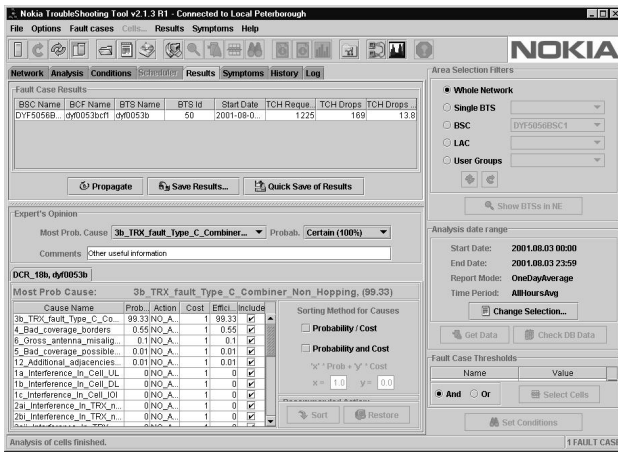 Nokia TroubleShooting Tool v2.1.3 R1 - Connected to Local Peterborough
File Options Fault cases Cells... Results Symptoms Help
NOKIA
Network Analysis Conditions Scheduler Results Symptoms History Log
Fault Case Results
BSC Name BCF Name BTS Name BTS Id Start Date TCH Reque... TCH Drops TCH Drops ...
DYF5056B... dyf0053bcf1 dyf0053b 50 2001-08-0... 1225 169 13.8
Propagate Save Results... Quick Save of Results
Expert's Opinion
Most Prob. Cause 3b_TRX_fault_Type_C_Combiner... Probab. Certain (100%)
Comments Other useful information
DCR_18b, dyf0053b
Most Prob Cause: 3b_TRX_fault_Type_C_Combiner_Non_Hopping, (99.33)
Cause Name Prob... Action Cost Effici... Include
3b_TRX_fault_Type_C_Co... 99.33 NO_A... 1 99.33
4_Bad_coverage_borders 0.55 NO_A... 1 0.55
6_Gross_antenna_misalig... 0.1 NO_A... 1 0.1
5_Bad_coverage_possible... 0.01 NO_A... 1 0.01
12_Additional_adjacencies... 0.01 NO_A... 1 0.01
1a_Interference_In_Cell_UL 0 NO_A... 1 0
1b_Interference_In_Cell_DL 0 NO_A... 1 0
1c_Interference_In_Cell_IOI 0 NO_A... 1 0
2ai_Interference_In_TRX_n... 0 NO_A... 1 0
2bi_Interference_In_TRX_n... 0 NO_A... 1 0
Sorting Method for Causes
Probability / Cost
Probability and Cost
'x' * Prob + 'y' * Cost
x = 1.0 y = 0.0
Recommended Action:
Sort Restore
Area Selection Filters
Whole Network
Single BTS
BSC DYF5056BSC1
LAC
User Groups
Show BTSs in NE
Analysis date range
Start Date: 2001.08.03 00:00
End Date: 2001.08.03 23:59
Report Mode: OneDayAverage
Time Period: AllHoursAvg
Change Selection...
Get Data Check DB Data
Fault Case Thresholds
Name Value
And Or Select Cells
Set Conditions
Analysis of cells finished.
1 FAULT CASE